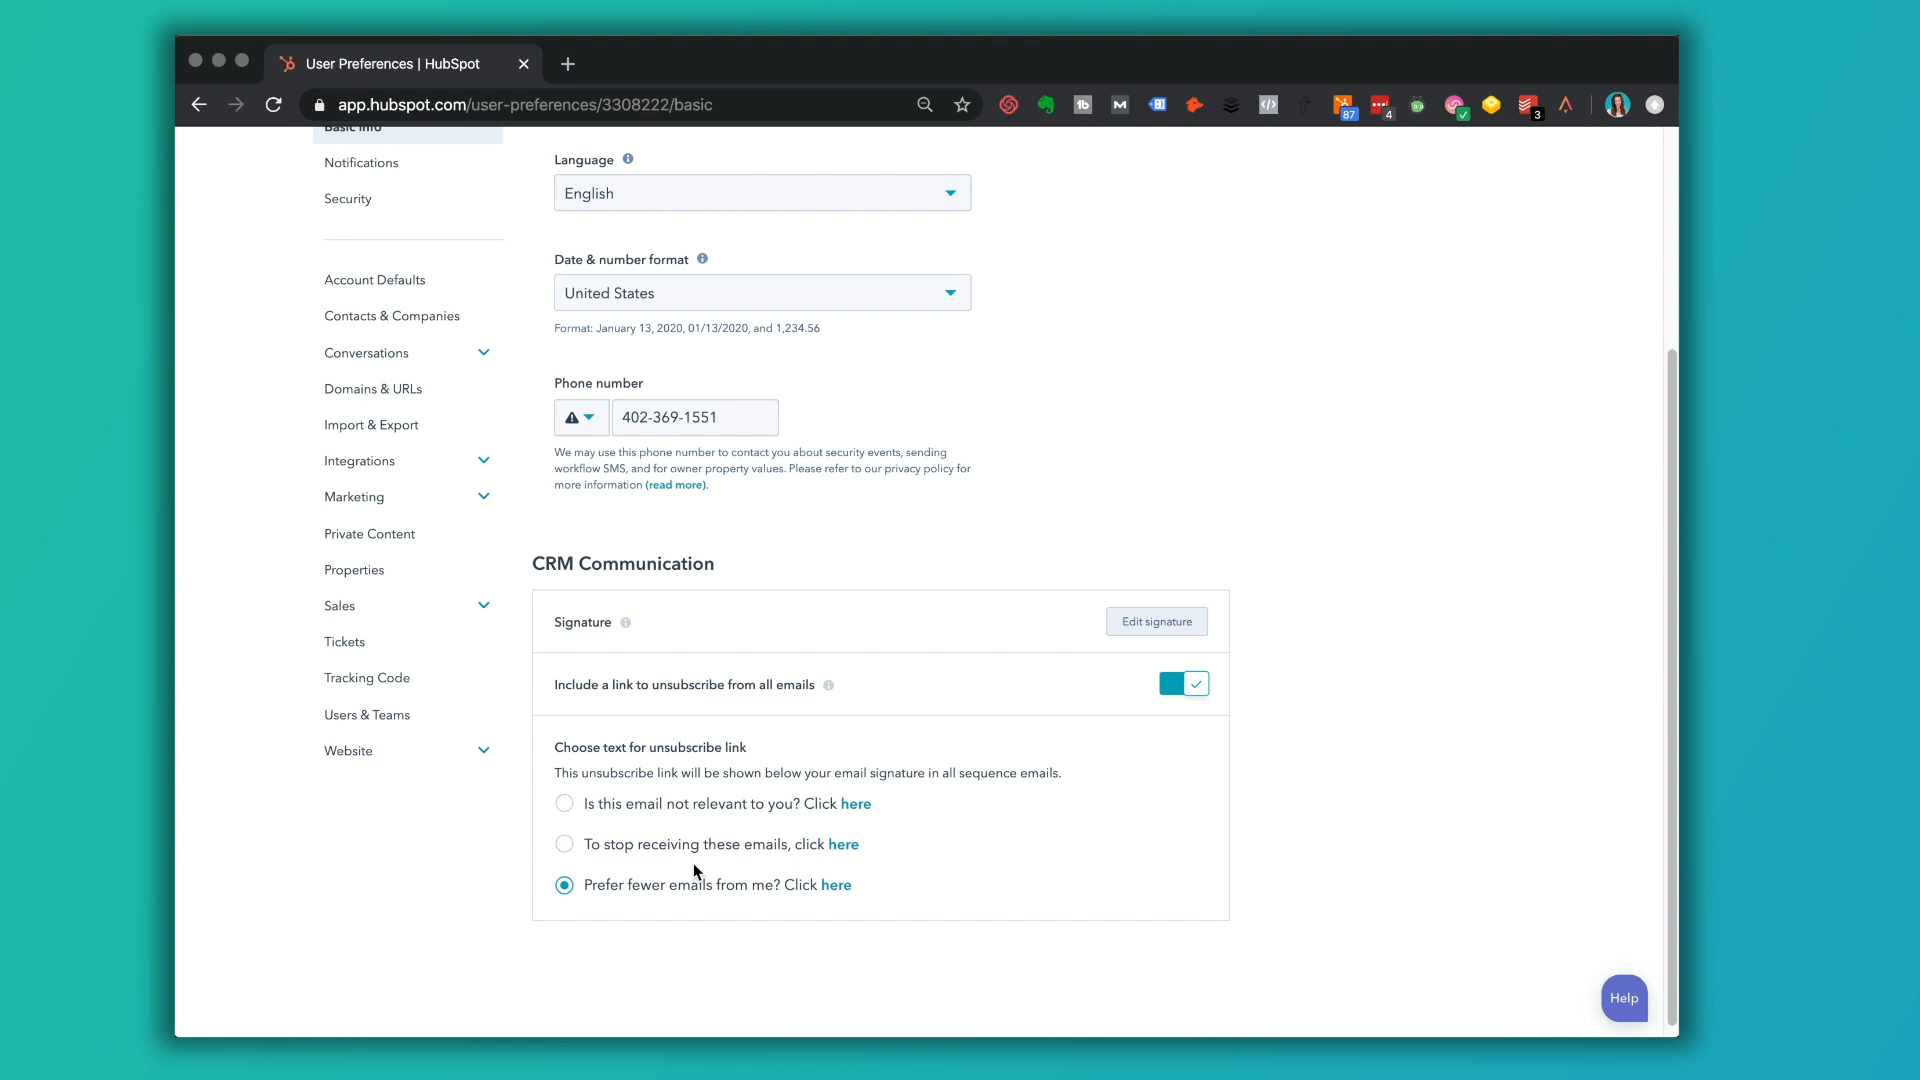 User Preferences | HubSpot
app.hubspot.com/user-preferences/3308222/basic
87
4
3
Basic Info
Notifications
Security
Account Defaults
Contacts & Companies
Conversations
Domains & URLs
Import & Export
Integrations
Marketing
Private Content
Properties
Sales
Tickets
Tracking Code
Users & Teams
Website
Language
English
Date & number format
United States
Format: January 13, 2020, 01/13/2020, and 1,234.56
Phone number
402-369-1551
We may use this phone number to contact you about security events, sending
workflow SMS, and for owner property values. Please refer to our privacy policy for
more information (read more).
CRM Communication
Signature
Edit signature
Include a link to unsubscribe from all emails
Choose text for unsubscribe link
This unsubscribe link will be shown below your email signature in all sequence emails.
Is this email not relevant to you? Click here
To stop receiving these emails, click here
Prefer fewer emails from me? Click here
Help